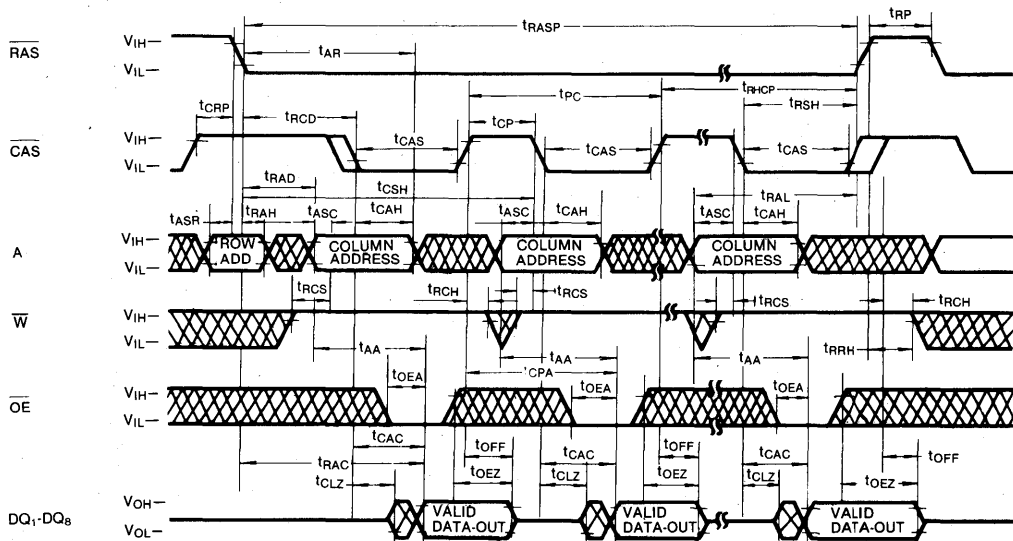 tRASP
tRP
RAS
VIH—
VIL—
tAR
tCRP
tRCD
tPC
tRHCP
tRSH
CAS
VIH—
VIL—
tCAS
tCP
tCAS
tCAS
tRAD
tCSH
tRAL
tASR
tRAH
tASC
tCAH
tASC
tCAH
tASC
tCAH
A
VIH—
VIL—
ROW ADD
COLUMN ADDRESS
COLUMN ADDRESS
COLUMN ADDRESS
tRCS
tRCH
tRCS
tRCS
tRCH
W
VIH—
VIL—
tAA
tAA
tAA
tRRH
tCPA
tOEA
tOEA
tOEA
OE
VIH—
VIL—
tCAC
tOFF
tCAC
tOFF
tCAC
tOFF
tRAC
tCLZ
tOEZ
tCLZ
tOEZ
tCLZ
tOEZ
DQ1-DQ8
VOH—
VOL—
VALID DATA-OUT
VALID DATA-OUT
VALID DATA-OUT